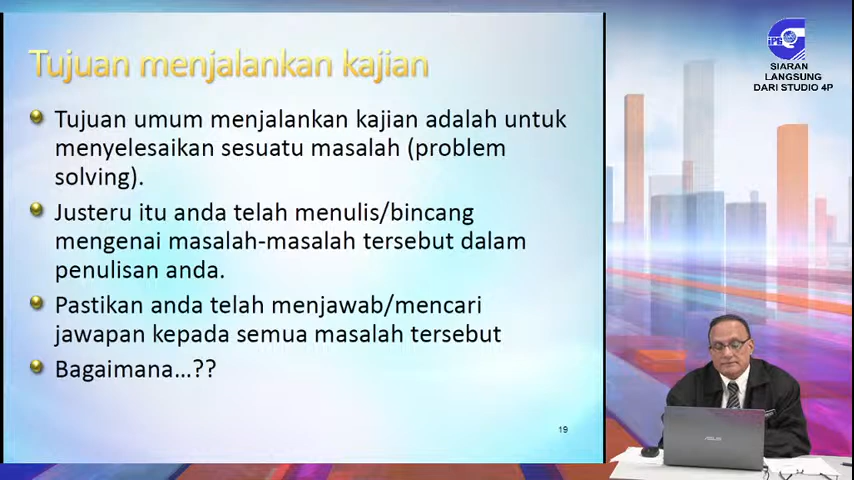 Tujuan menjalankan kajian
Tujuan umum menjalankan kajian adalah untuk
menyelesaikan sesuatu masalah (problem
solving).
Justeru itu anda telah menulis/bincang
mengenai masalah-masalah tersebut dalam
penulisan anda.
Pastikan anda telah menjawab/mencari
jawapan kepada semua masalah tersebut
Bagaimana...??
19
SIARAN
LANGSUNG
DARI STUDIO 4P
ASUS